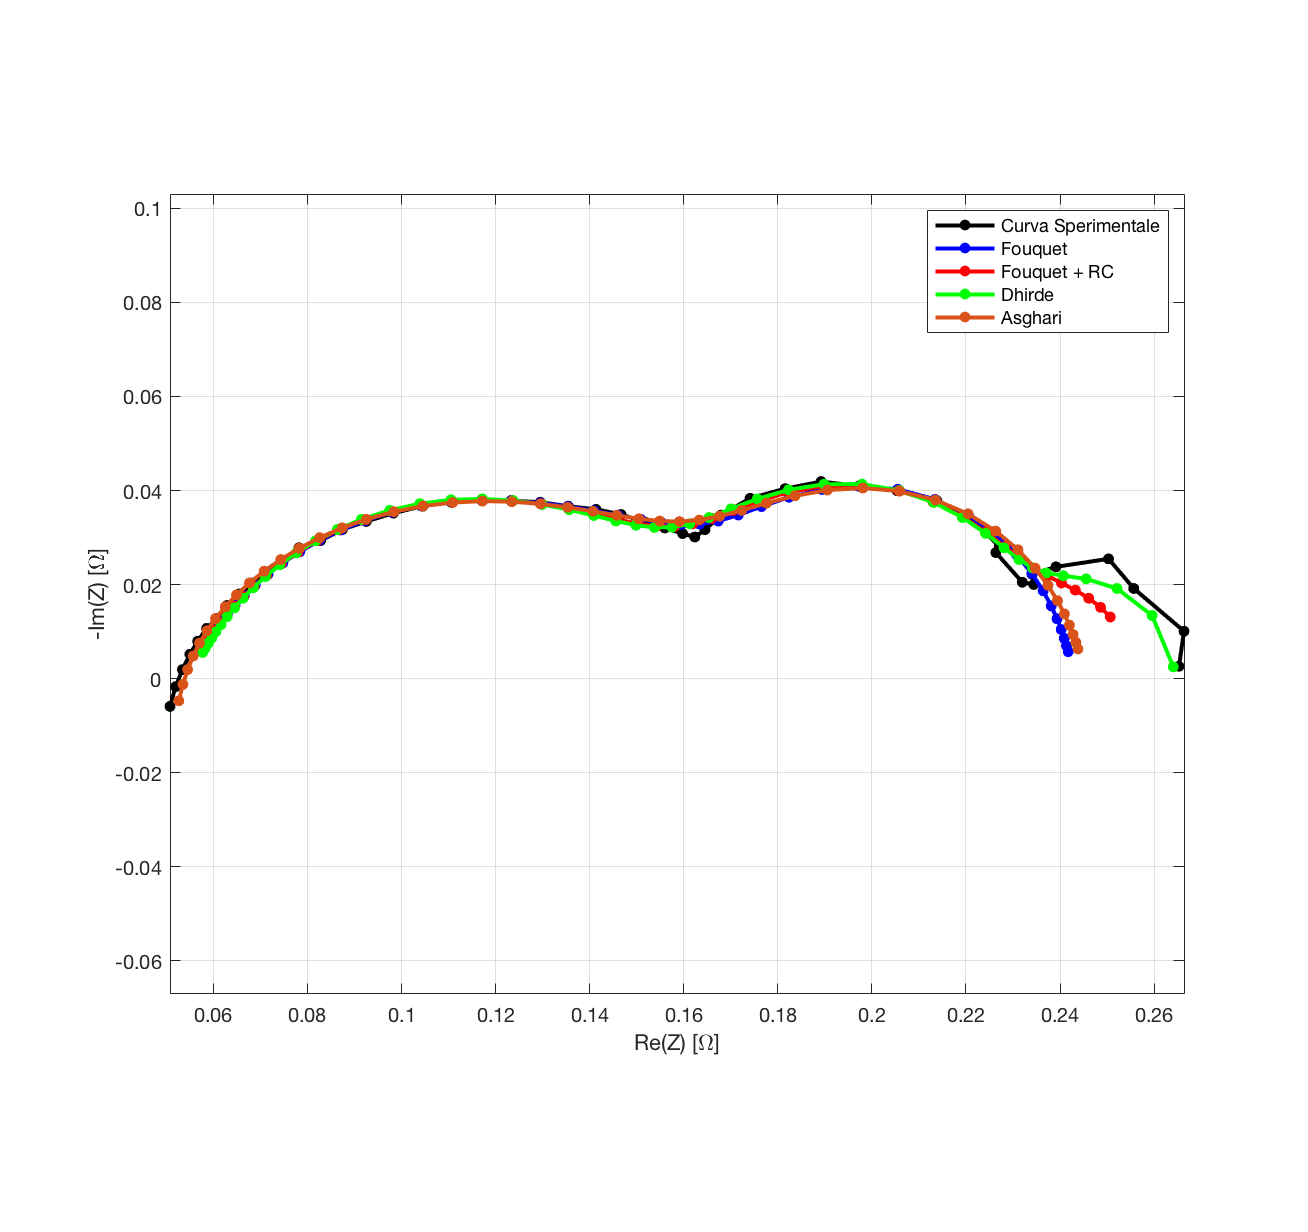 0.1
0.08
0.06
0.04
0.02
0
-0.02
-0.04
-0.06
-Im(Z) [Ω]
Curva Sperimentale
Fouquet
Fouquet + RC
Dhirde
Asghari
0.06 0.08 0.1 0.12 0.14 0.16 0.18 0.2 0.22 0.24 0.26
Re(Z) [Ω]